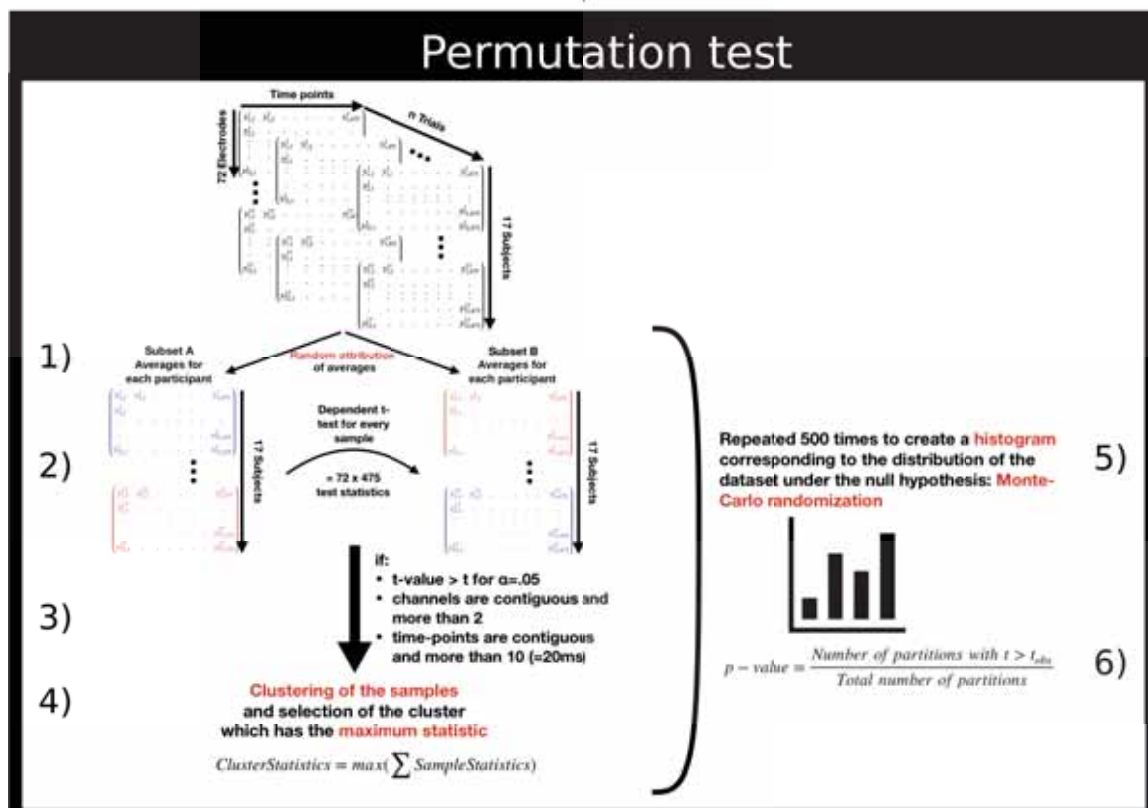 Permutation test
Time points
n Trials
72 Electrodes
17 Subjects
1)
Subset A
Averages for
each participant
Random attribution
of averages
Subset B
Averages for
each participant
2)
17 Subjects
Dependent t-
test for every
sample
= 72 x 475
test statistics
17 Subjects
3)
if:
• t-value > t for α=.05
• channels are contiguous and
more than 2
• time-points are contiguous
and more than 10 (=20ms)
4)
Clustering of the samples
and selection of the cluster
which has the maximum statistic
ClusterStatistics = max(∑ SampleStatistics)
5)
Repeated 500 times to create a histogram
corresponding to the distribution of the
dataset under the null hypothesis: Monte-
Carlo randomization
6)
p − value = Number of partitions with t > t_obs
Total number of partitions